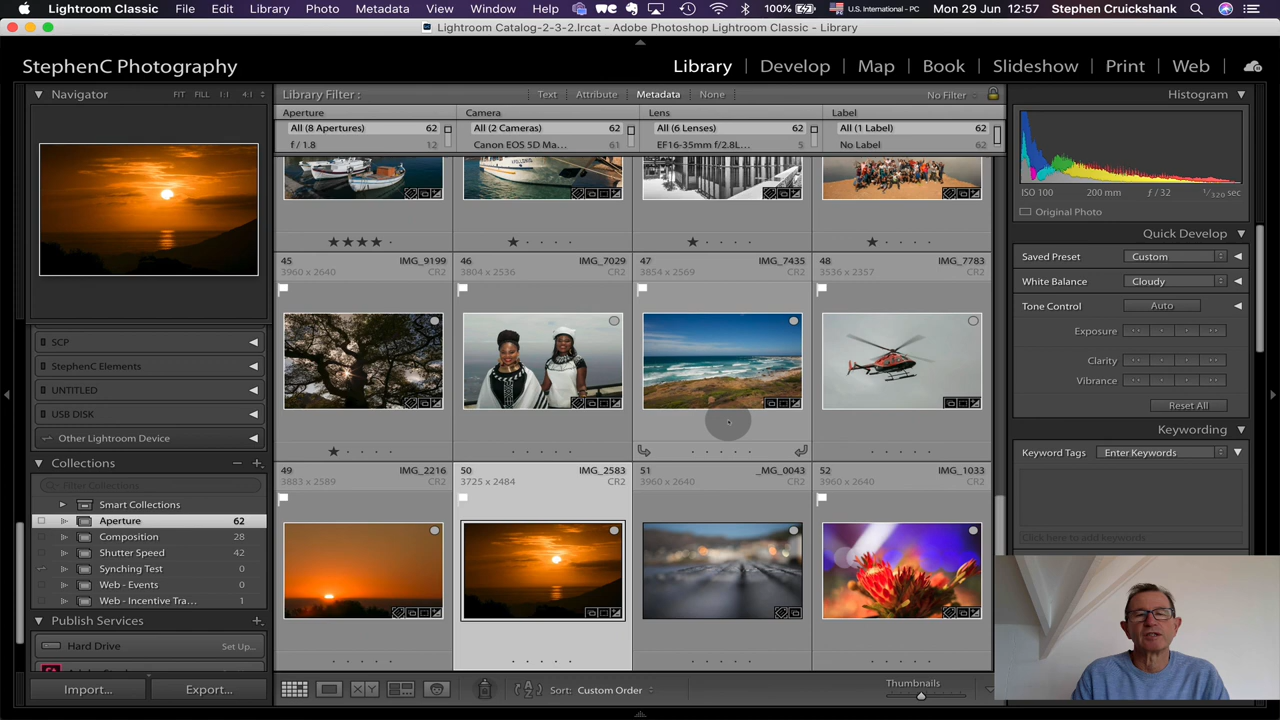 Lightroom Classic File Edit Library Photo Metadata View Window Help 100% U.S. International - PC Mon 29 Jun 12:57 Stephen Cruickshank
Lightroom Catalog-2-3-2.lrcat - Adobe Photoshop Lightroom Classic - Library
StephenC Photography Library | Develop | Map | Book | Slideshow | Print | Web
Navigator FIT FILL 1:1 4:1
Library Filter : Text Attribute Metadata None No Filter
Histogram
Aperture Camera Lens Label
All (8 Apertures) 62 All (2 Cameras) 62 All (6 Lenses) 62 All (1 Label) 62
f / 1.8 12 Canon EOS 5D Ma... 61 EF16-35mm f/2.8L... 5 No Label 62
ISO 100 200 mm f / 32 1/320 sec
Original Photo
Quick Develop
Saved Preset Custom
White Balance Cloudy
Tone Control Auto
Exposure
Clarity
Vibrance
Reset All
Keywording
Keyword Tags Enter Keywords
Click here to add keywords
45 IMG_9199 46 IMG_7029 47 IMG_7435 48 IMG_7783
3960 x 2640 CR2 3804 x 2536 CR2 3854 x 2569 CR2 3536 x 2357 CR2
49 IMG_2216 50 IMG_2583 51 _MG_0043 52 IMG_1033
3883 x 2589 CR2 3725 x 2484 CR2 3960 x 2640 CR2 3960 x 2640 CR2
SCP
StephenC Elements
UNTITLED
USB DISK
Other Lightroom Device
Collections
Filter Collections
Smart Collections
Aperture 62
Composition 28
Shutter Speed 42
Synching Test 0
Web - Events 0
Web - Incentive Tra... 1
Publish Services
Hard Drive Set Up...
Import... Export...
Sort: Custom Order Thumbnails